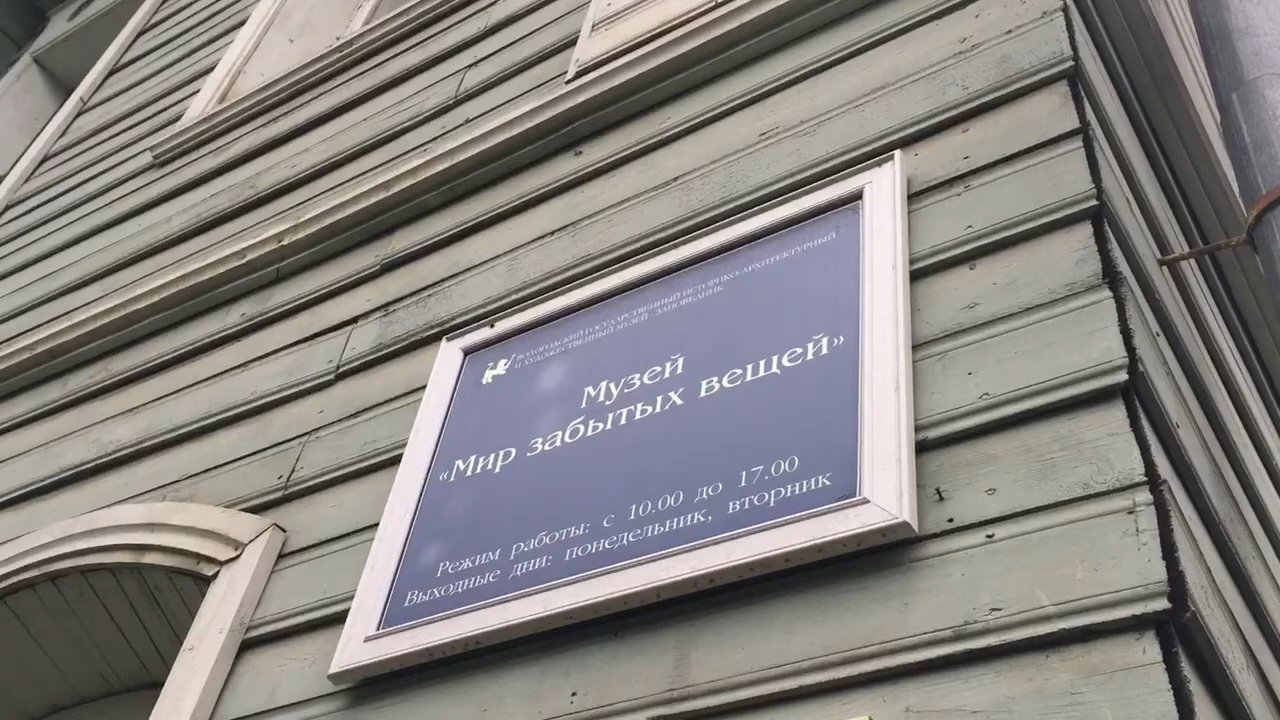 ВОЛОГОДСКИЙ ГОСУДАРСТВЕННЫЙ ИСТОРИКО-АРХИТЕКТУРНЫЙ
И ХУДОЖЕСТВЕННЫЙ МУЗЕЙ - ЗАПОВЕДНИК
Музей
«Мир забытых вещей»
Режим работы: с 10.00 до 17.00
Выходные дни: понедельник, вторник